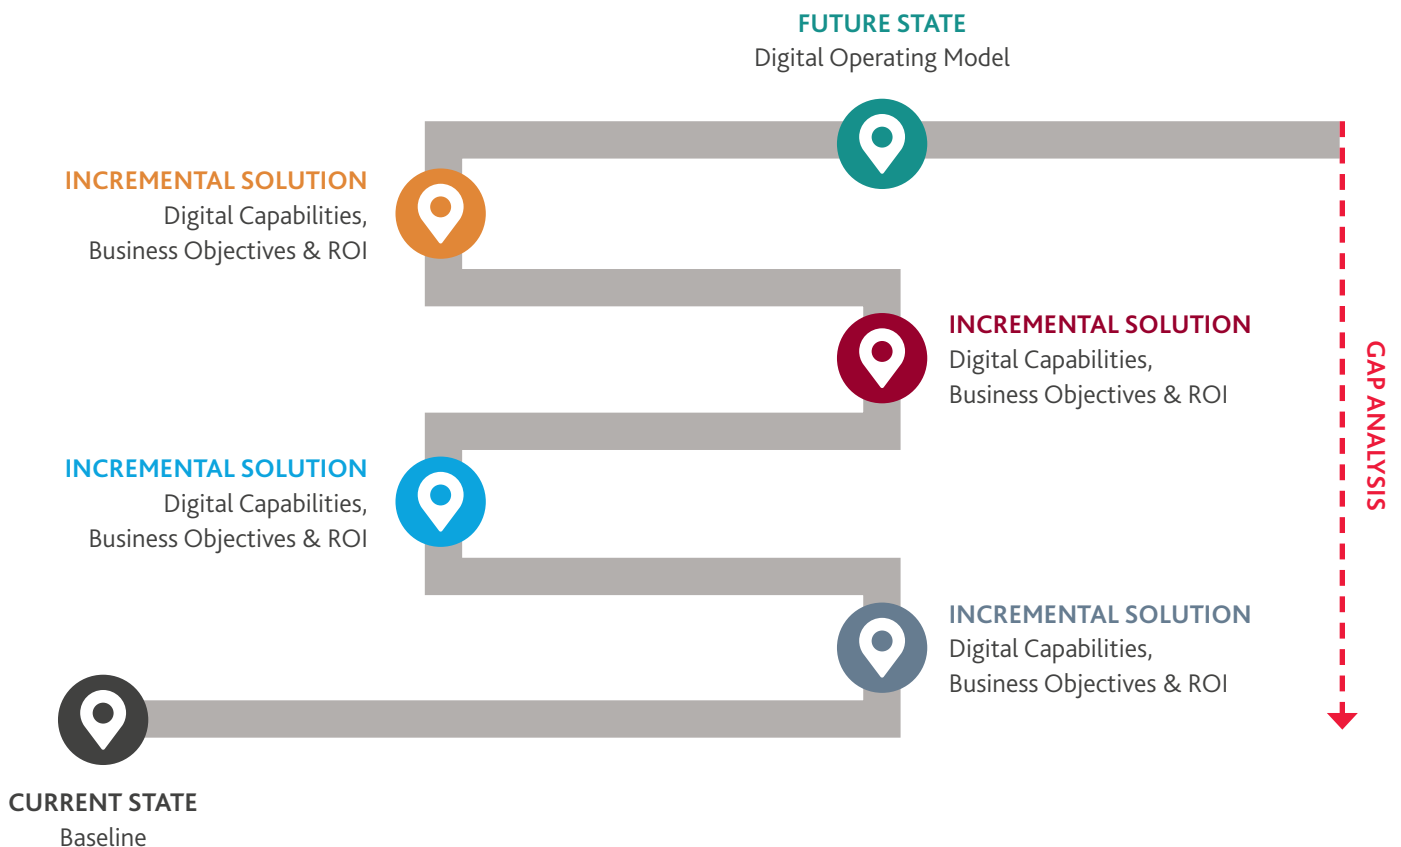 FUTURE STATE
Digital Operating Model
INCREMENTAL SOLUTION
Digital Capabilities,
Business Objectives & ROI
INCREMENTAL SOLUTION
Digital Capabilities,
Business Objectives & ROI
GAP ANALYSIS
INCREMENTAL SOLUTION
Digital Capabilities,
Business Objectives & ROI
INCREMENTAL SOLUTION
Digital Capabilities,
Business Objectives & ROI
CURRENT STATE
Baseline